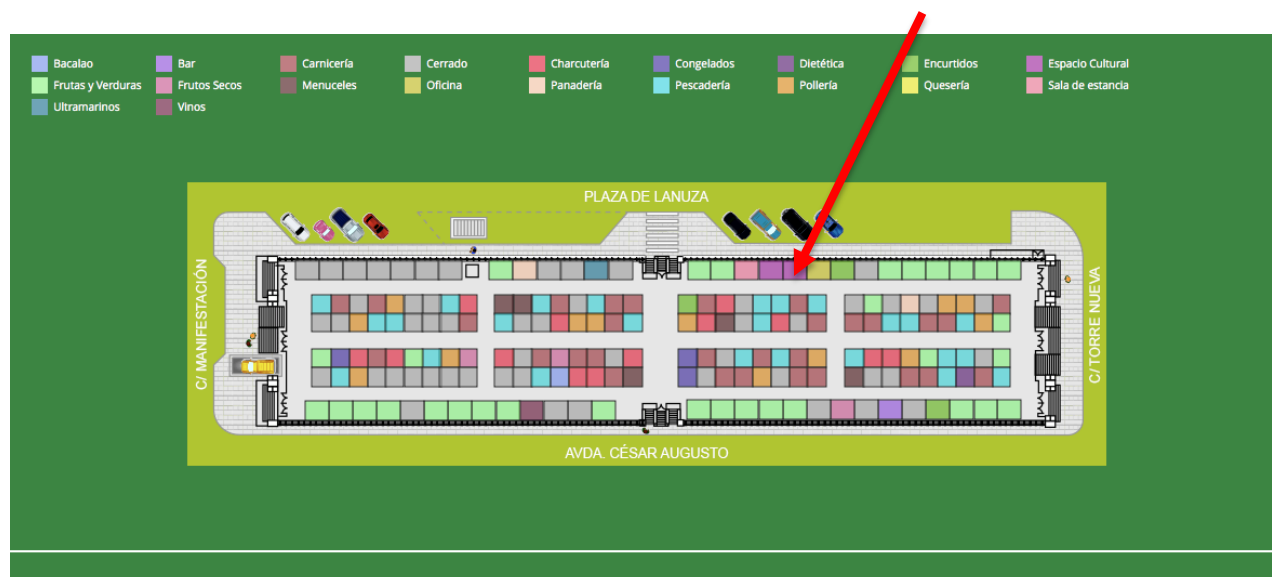 Bacalao Bar Carnicería Cerrado Charcutería Congelados Dietética Encurtidos Espacio Cultural
Frutas y Verduras Frutos Secos Menuceles Oficina Panadería Pescadería Pollería Quesería Sala de estancia
Ultramarinos Vinos
PLAZA DE LANUZA
C/ MANIFESTACIÓN
C/ TORRE NUEVA
AVDA. CÉSAR AUGUSTO